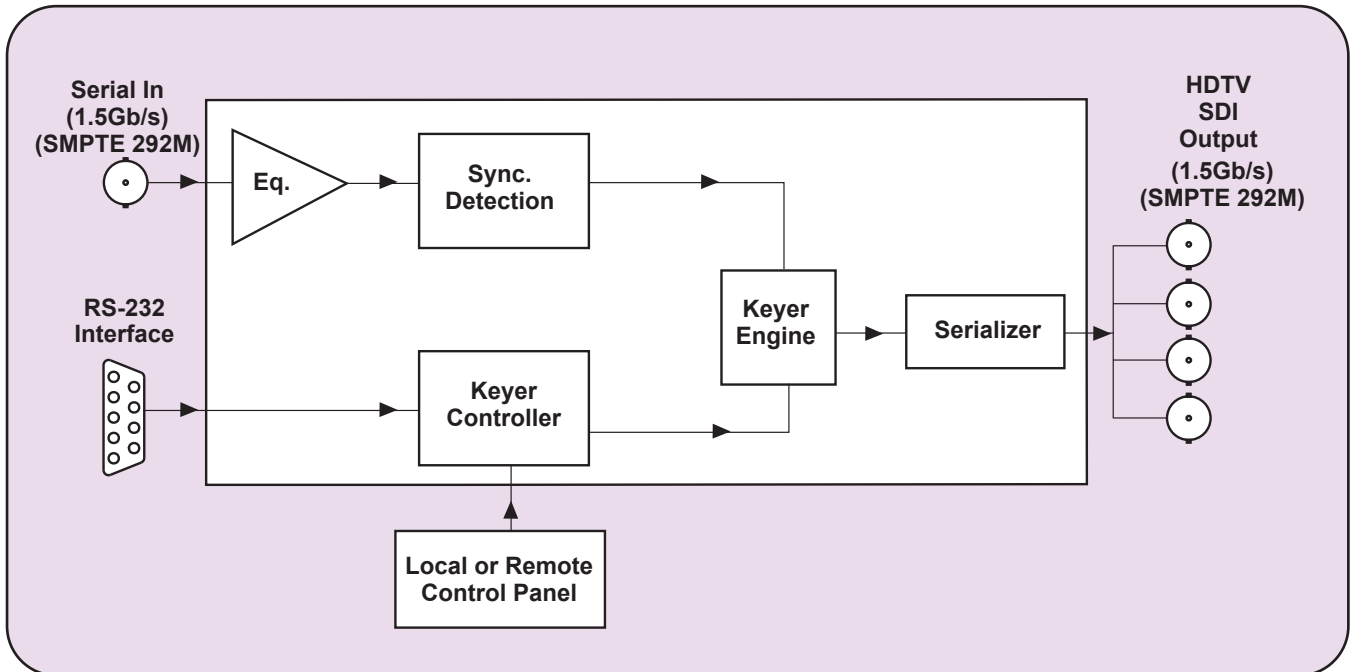 Serial In
(1.5Gb/s)
(SMPTE 292M)
Eq.
Sync.
Detection
HDTV
SDI
Output
(1.5Gb/s)
(SMPTE 292M)
RS-232
Interface
Keyer
Controller
Keyer
Engine
Serializer
Local or Remote
Control Panel